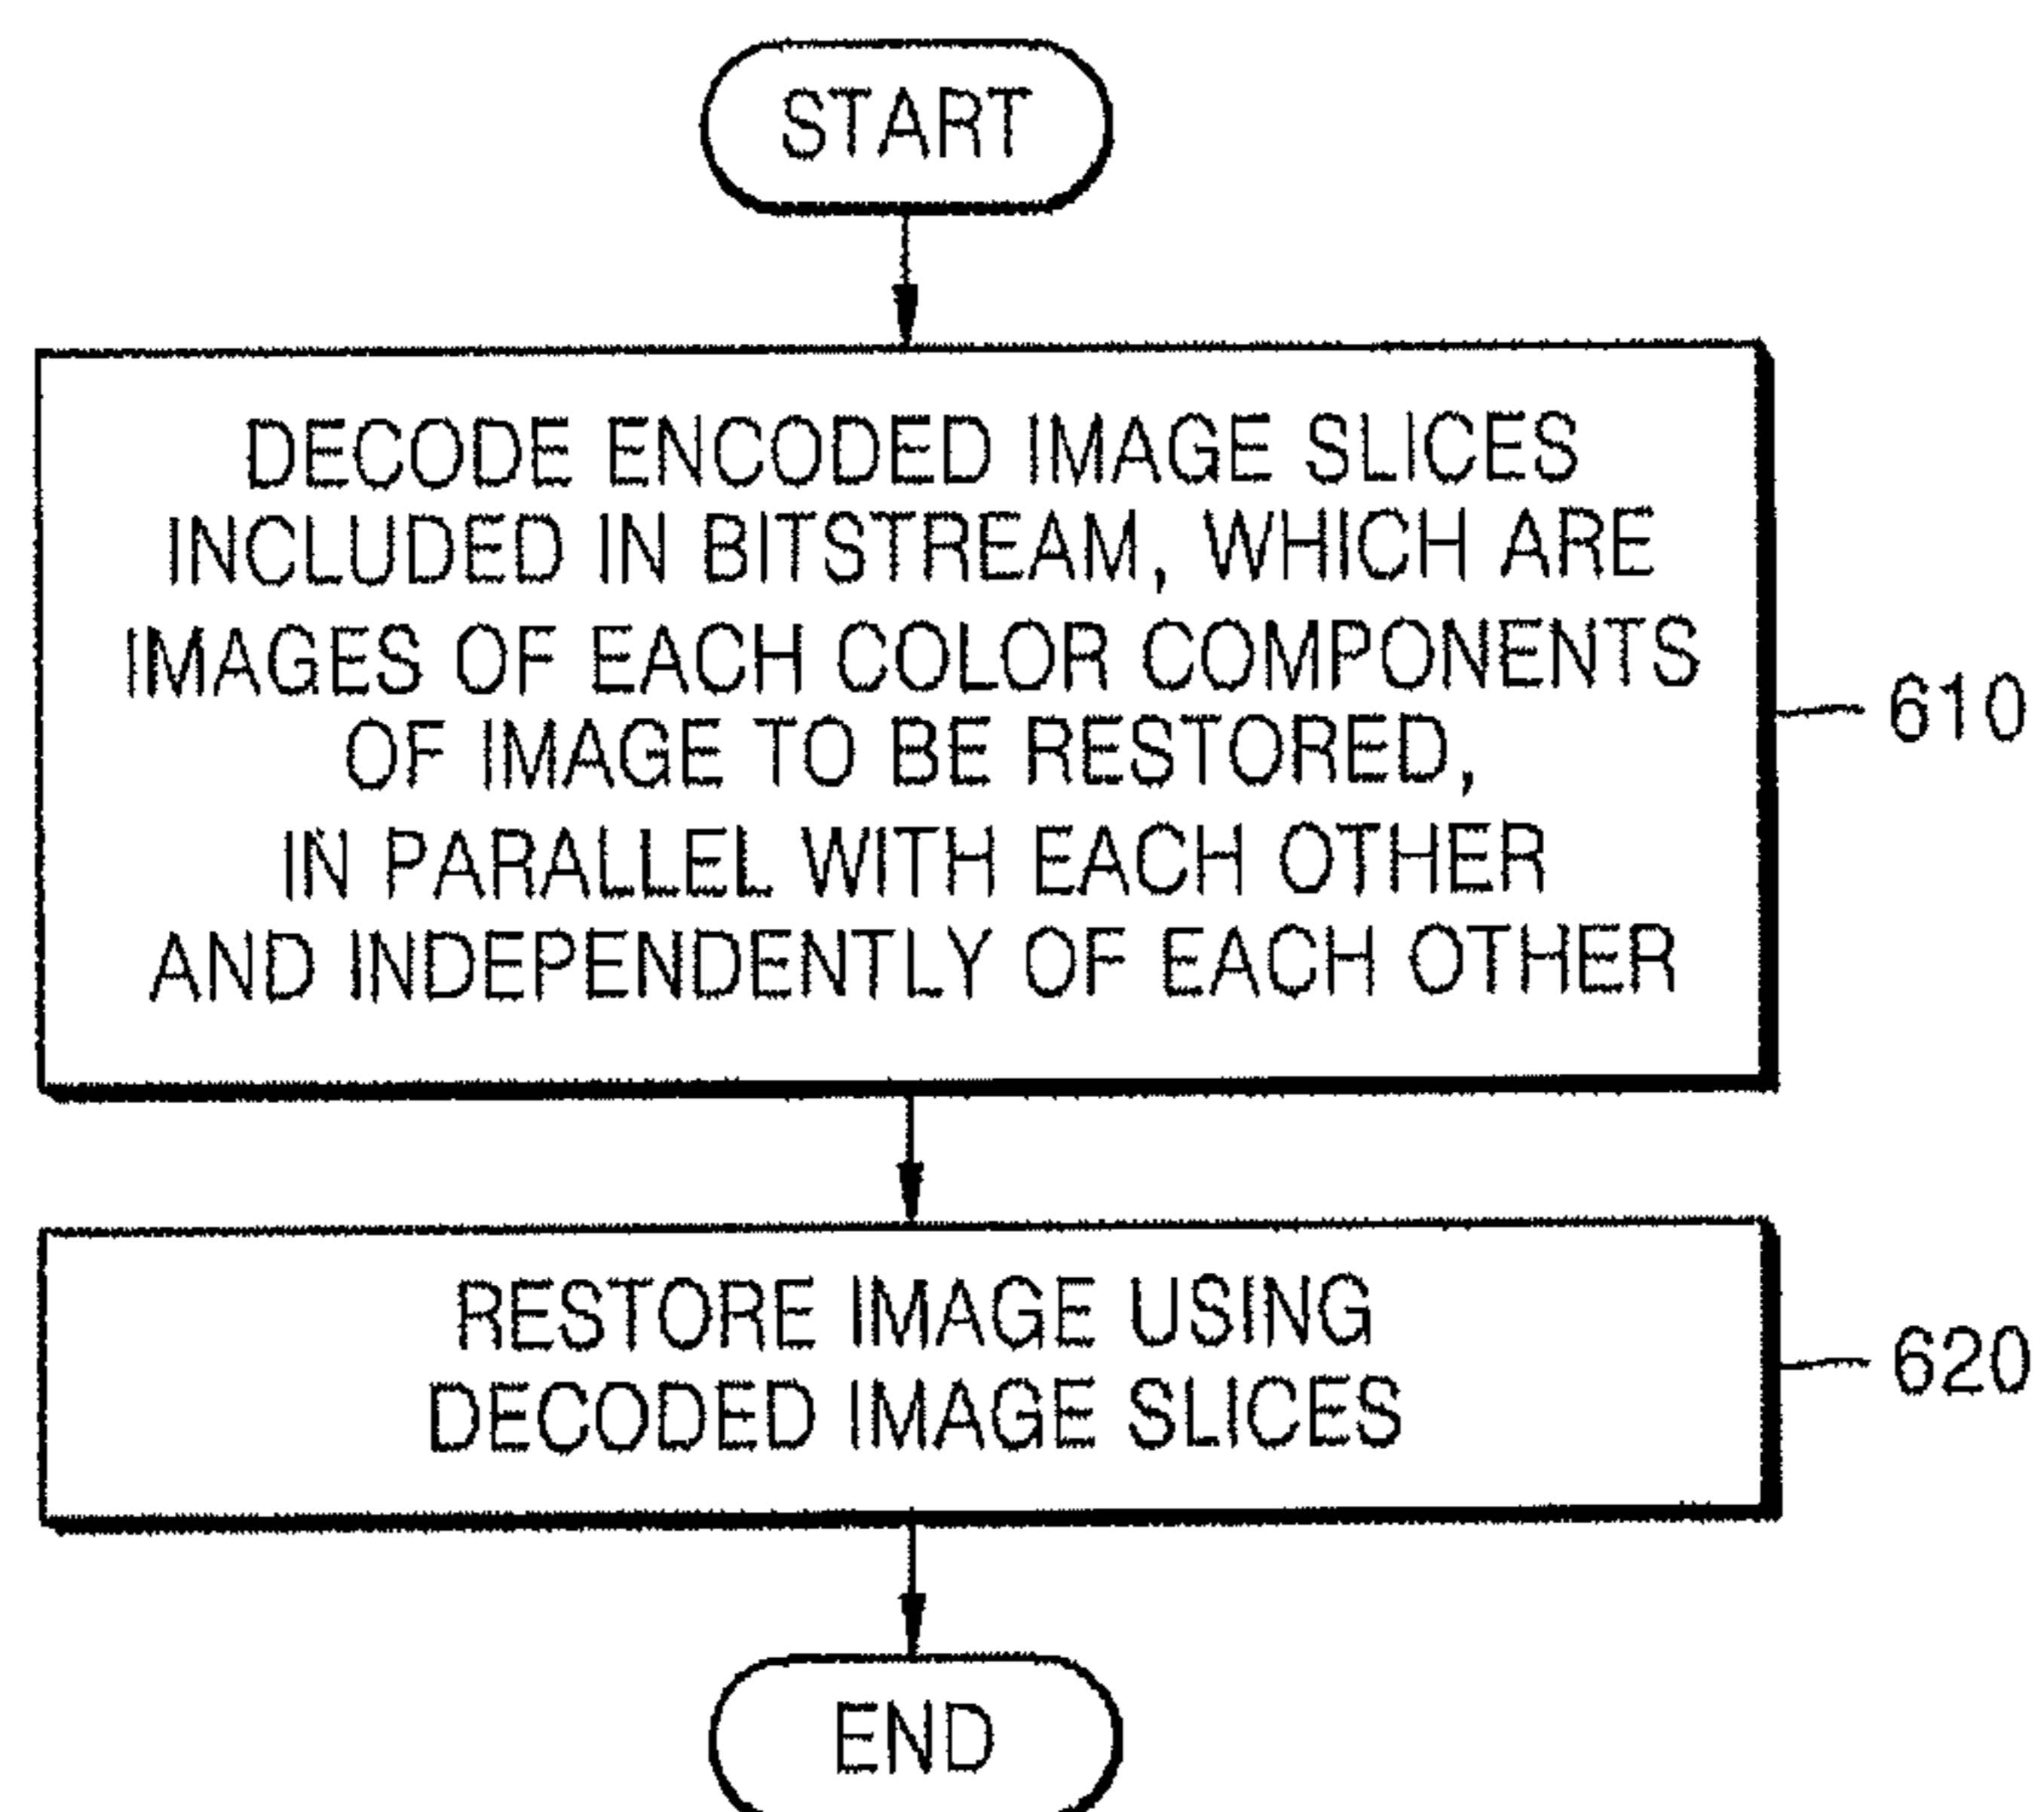 START
DECODE ENCODED IMAGE SLICES
INCLUDED IN BITSTREAM, WHICH ARE
IMAGES OF EACH COLOR COMPONENTS
OF IMAGE TO BE RESTORED,
IN PARALLEL WITH EACH OTHER
AND INDEPENDENTLY OF EACH OTHER
610
RESTORE IMAGE USING
DECODED IMAGE SLICES
620
END